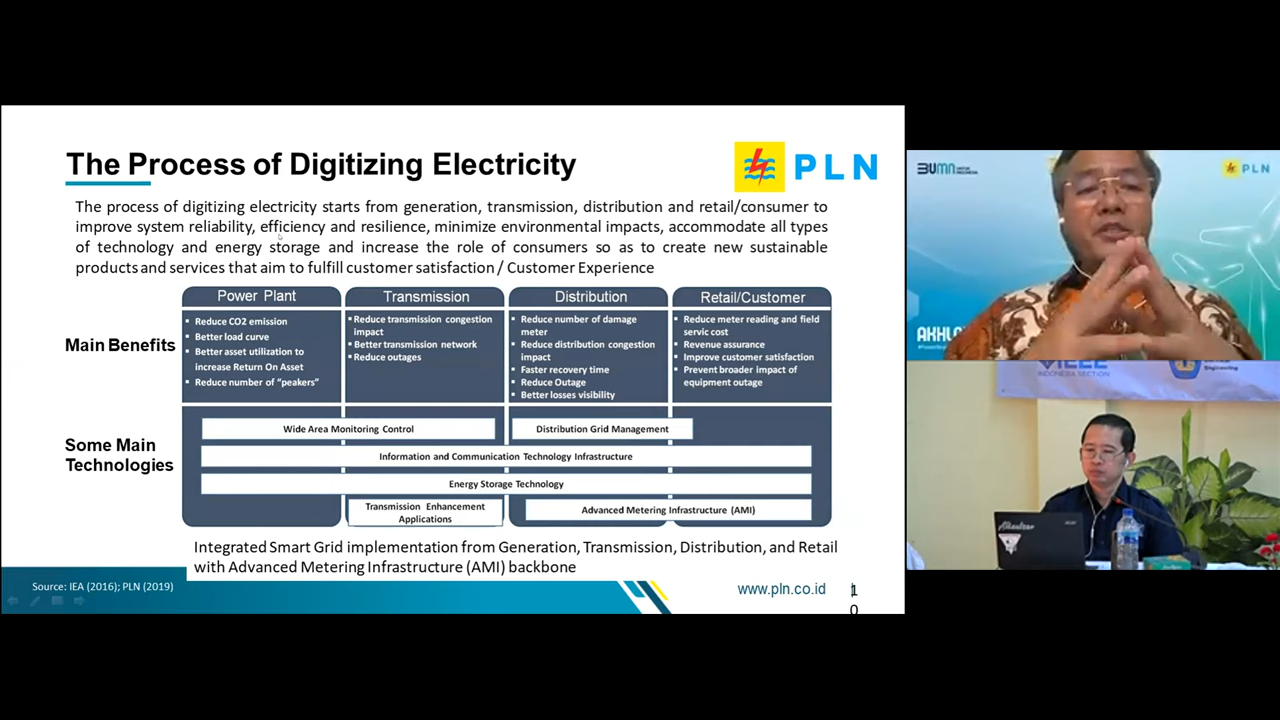 The Process of Digitizing Electricity
PLN
The process of digitizing electricity starts from generation, transmission, distribution and retail/consumer to
improve system reliability, efficiency and resilience, minimize environmental impacts, accommodate all types
of technology and energy storage and increase the role of consumers so as to create new sustainable
products and services that aim to fulfill customer satisfaction / Customer Experience
Power Plant
Transmission
Distribution
Retail/Customer
Main Benefits
Reduce CO2 emission
Better load curve
Better asset utilization to
increase Return On Asset
Reduce number of "peakers"
Reduce transmission congestion
impact
Better transmission network
Reduce outages
Reduce number of damage
meter
Reduce distribution congestion
impact
Faster recovery time
Reduce Outage
Better losses visibility
Reduce meter reading and field
servic cost
Revenue assurance
Improve customer satisfaction
Prevent broader impact of
equipment outage
Some Main
Technologies
Wide Area Monitoring Control
Distribution Grid Management
Information and Communication Technology Infrastructure
Energy Storage Technology
Transmission Enhancement
Applications
Advanced Metering Infrastructure (AMI)
Integrated Smart Grid implementation from Generation, Transmission, Distribution, and Retail
with Advanced Metering Infrastructure (AMI) backbone
Source: IEA (2016); PLN (2019)
www.pln.co.id
1
0
BUMN
UNTUK
INDONESIA
PLN
AKHL
INDONESIA SECTION
Engineering